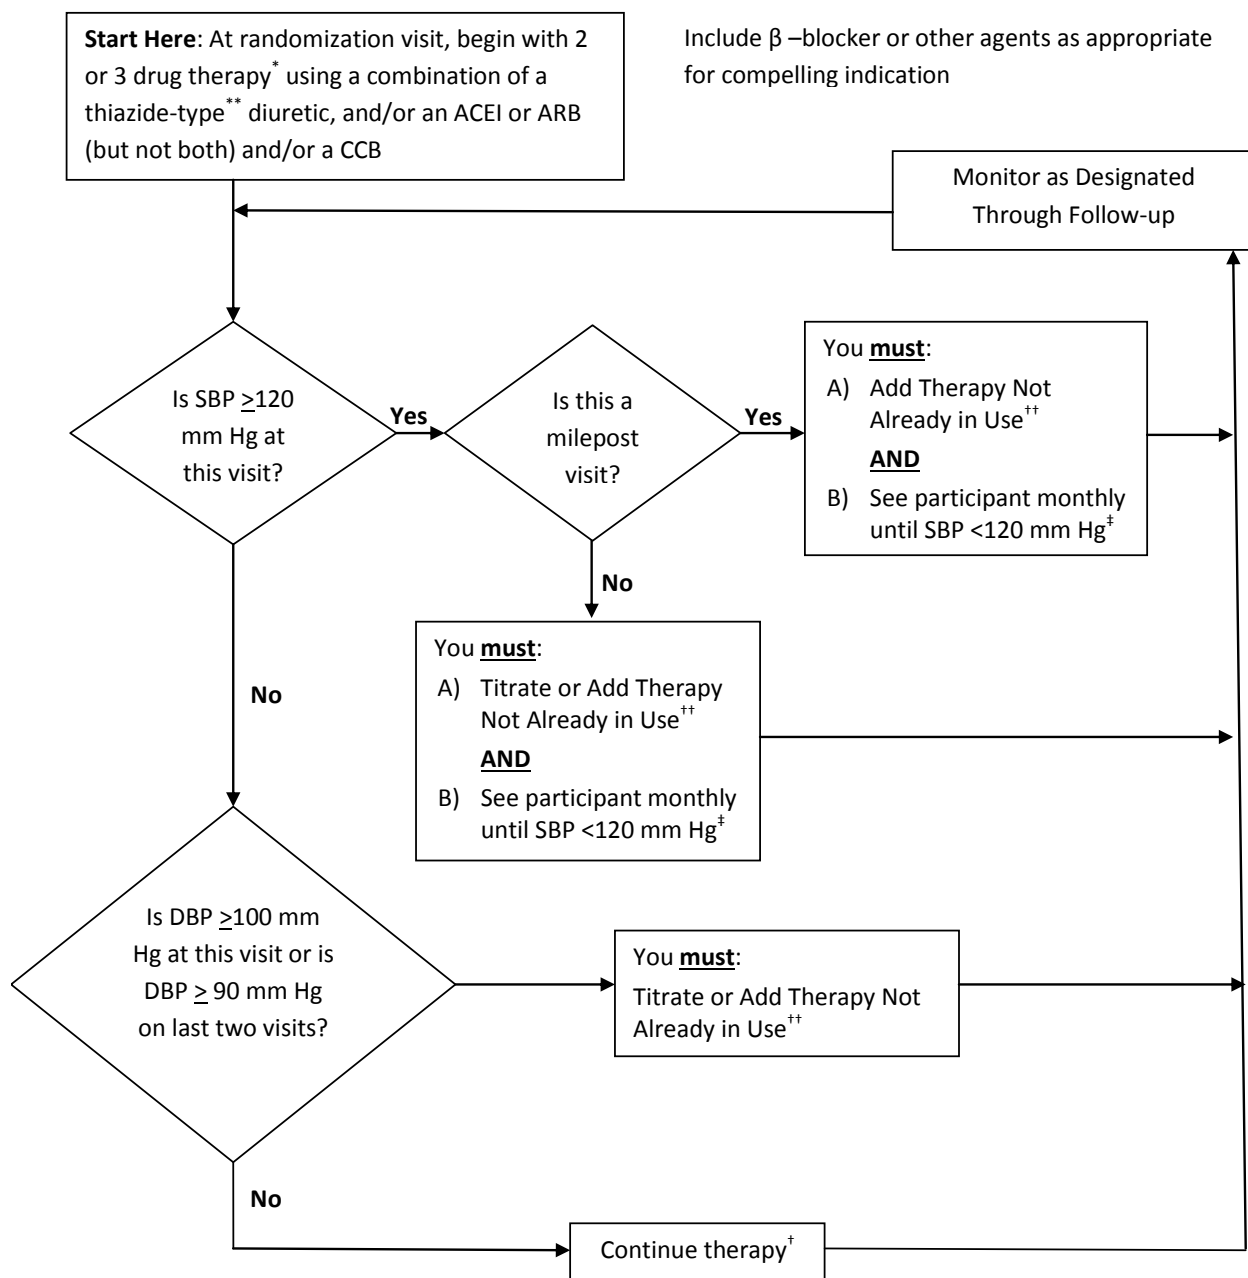 Start Here: At randomization visit, begin with 2
or 3 drug therapy* using a combination of a
thiazide-type** diuretic, and/or an ACEI or ARB
(but not both) and/or a CCB
Include β –blocker or other agents as appropriate
for compelling indication
Monitor as Designated
Through Follow-up
Is SBP ≥120
mm Hg at
this visit?
Yes
Is this a
milepost
visit?
Yes
You must:
A) Add Therapy Not
Already in Use††
AND
B) See participant monthly
until SBP <120 mm Hg‡
No
You must:
A) Titrate or Add Therapy
Not Already in Use††
AND
B) See participant monthly
until SBP <120 mm Hg‡
No
Is DBP ≥100 mm
Hg at this visit or is
DBP ≥ 90 mm Hg
on last two visits?
You must:
Titrate or Add Therapy Not
Already in Use††
No
Continue therapy†